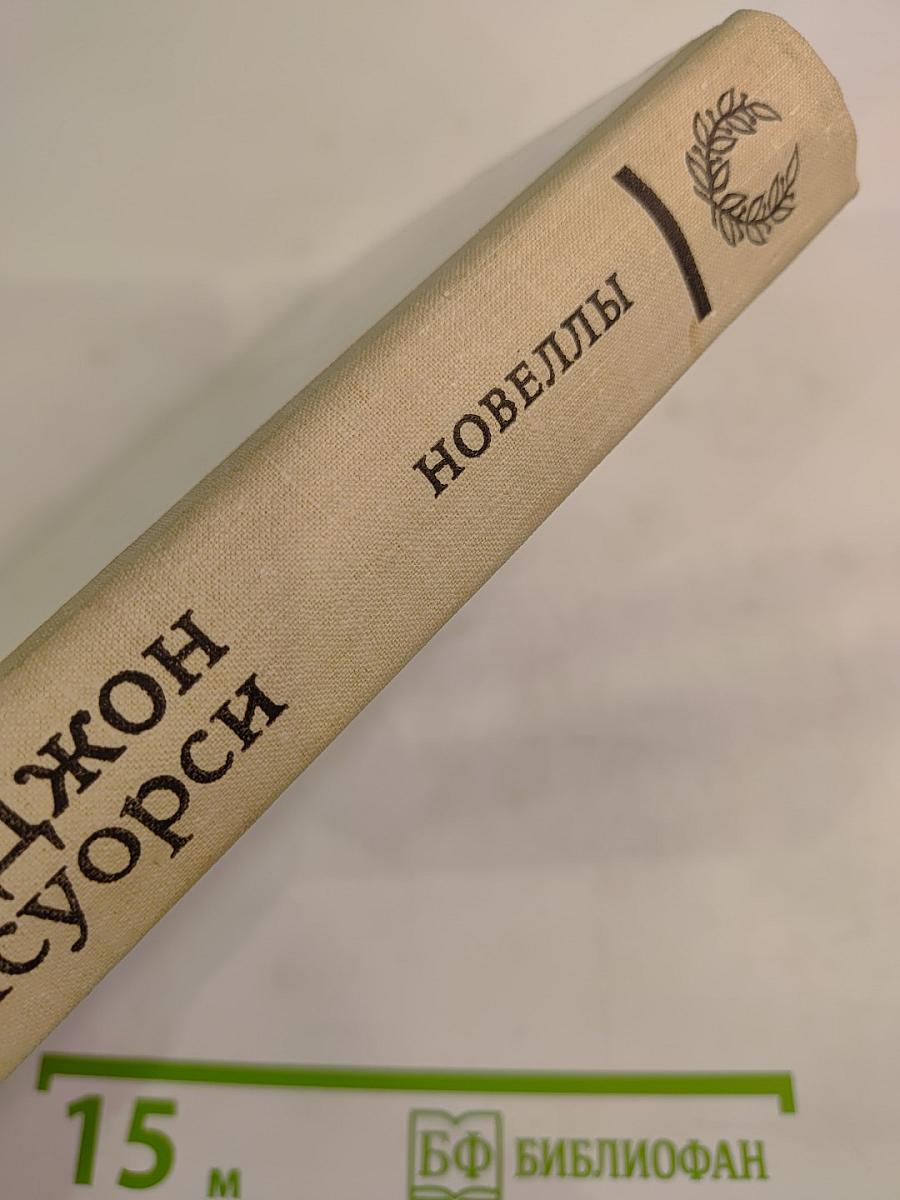 ДЖОН
суорси
НОВЕЛЛЫ
15 м
БФ БИБЛИОФАН